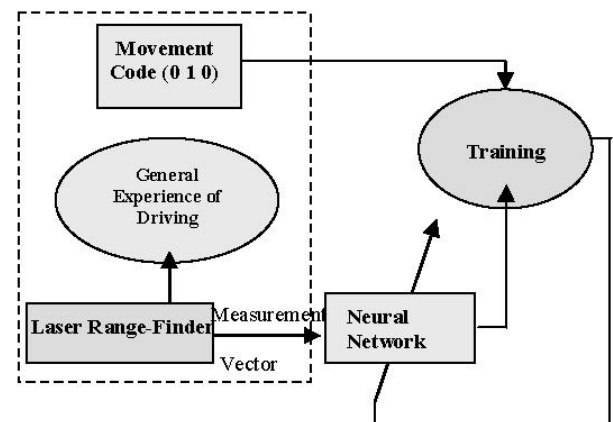 Movement
Code (0 1 0)
Training
General
Experience of
Driving
Laser Range-Finder
Measurement
Vector
Neural
Network